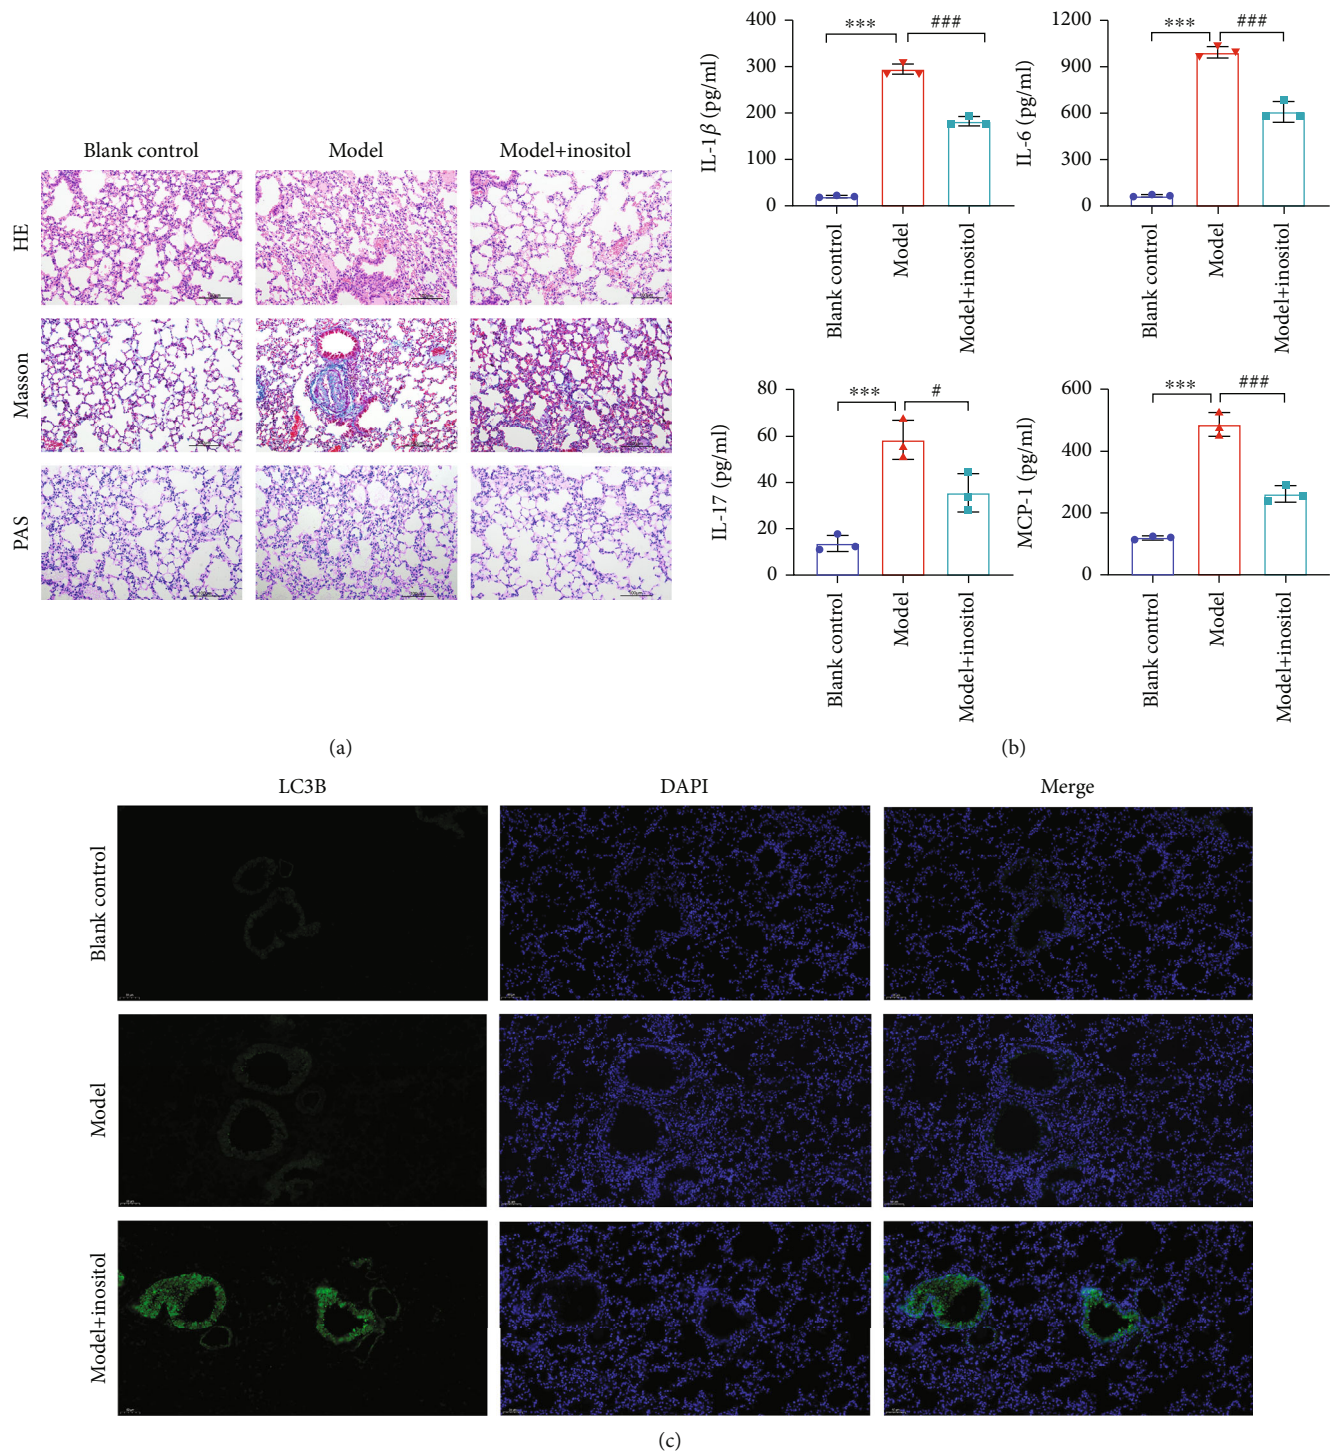 Blank control Model Model+inositol
HE
Masson
PAS
(a)
400
300
200
100
0
IL-1β (pg/ml)
*** ###
Blank control
Model
Model+inositol
1200
900
600
300
0
IL-6 (pg/ml)
*** ###
Blank control
Model
Model+inositol
80
60
40
20
0
IL-17 (pg/ml)
*** #
Blank control
Model
Model+inositol
600
400
200
0
MCP-1 (pg/ml)
*** ###
Blank control
Model
Model+inositol
(b)
LC3B DAPI Merge
Blank control
Model
Model+inositol
(c)